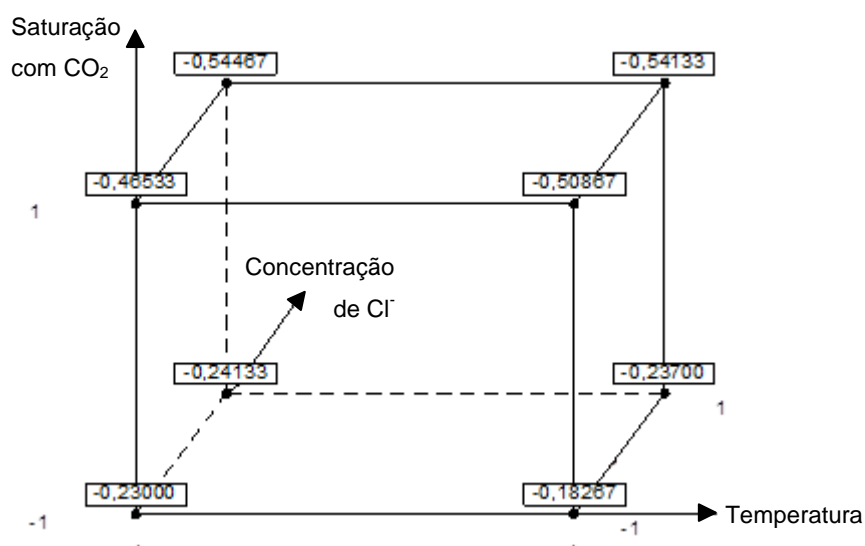 Saturação
com CO₂
-0,54467
-0,54133
-0,46533
-0,50867
1
Concentração
de Cl⁻
-0,24133
-0,23700
1
-0,23000
-0,18267
-1
-1
Temperatura